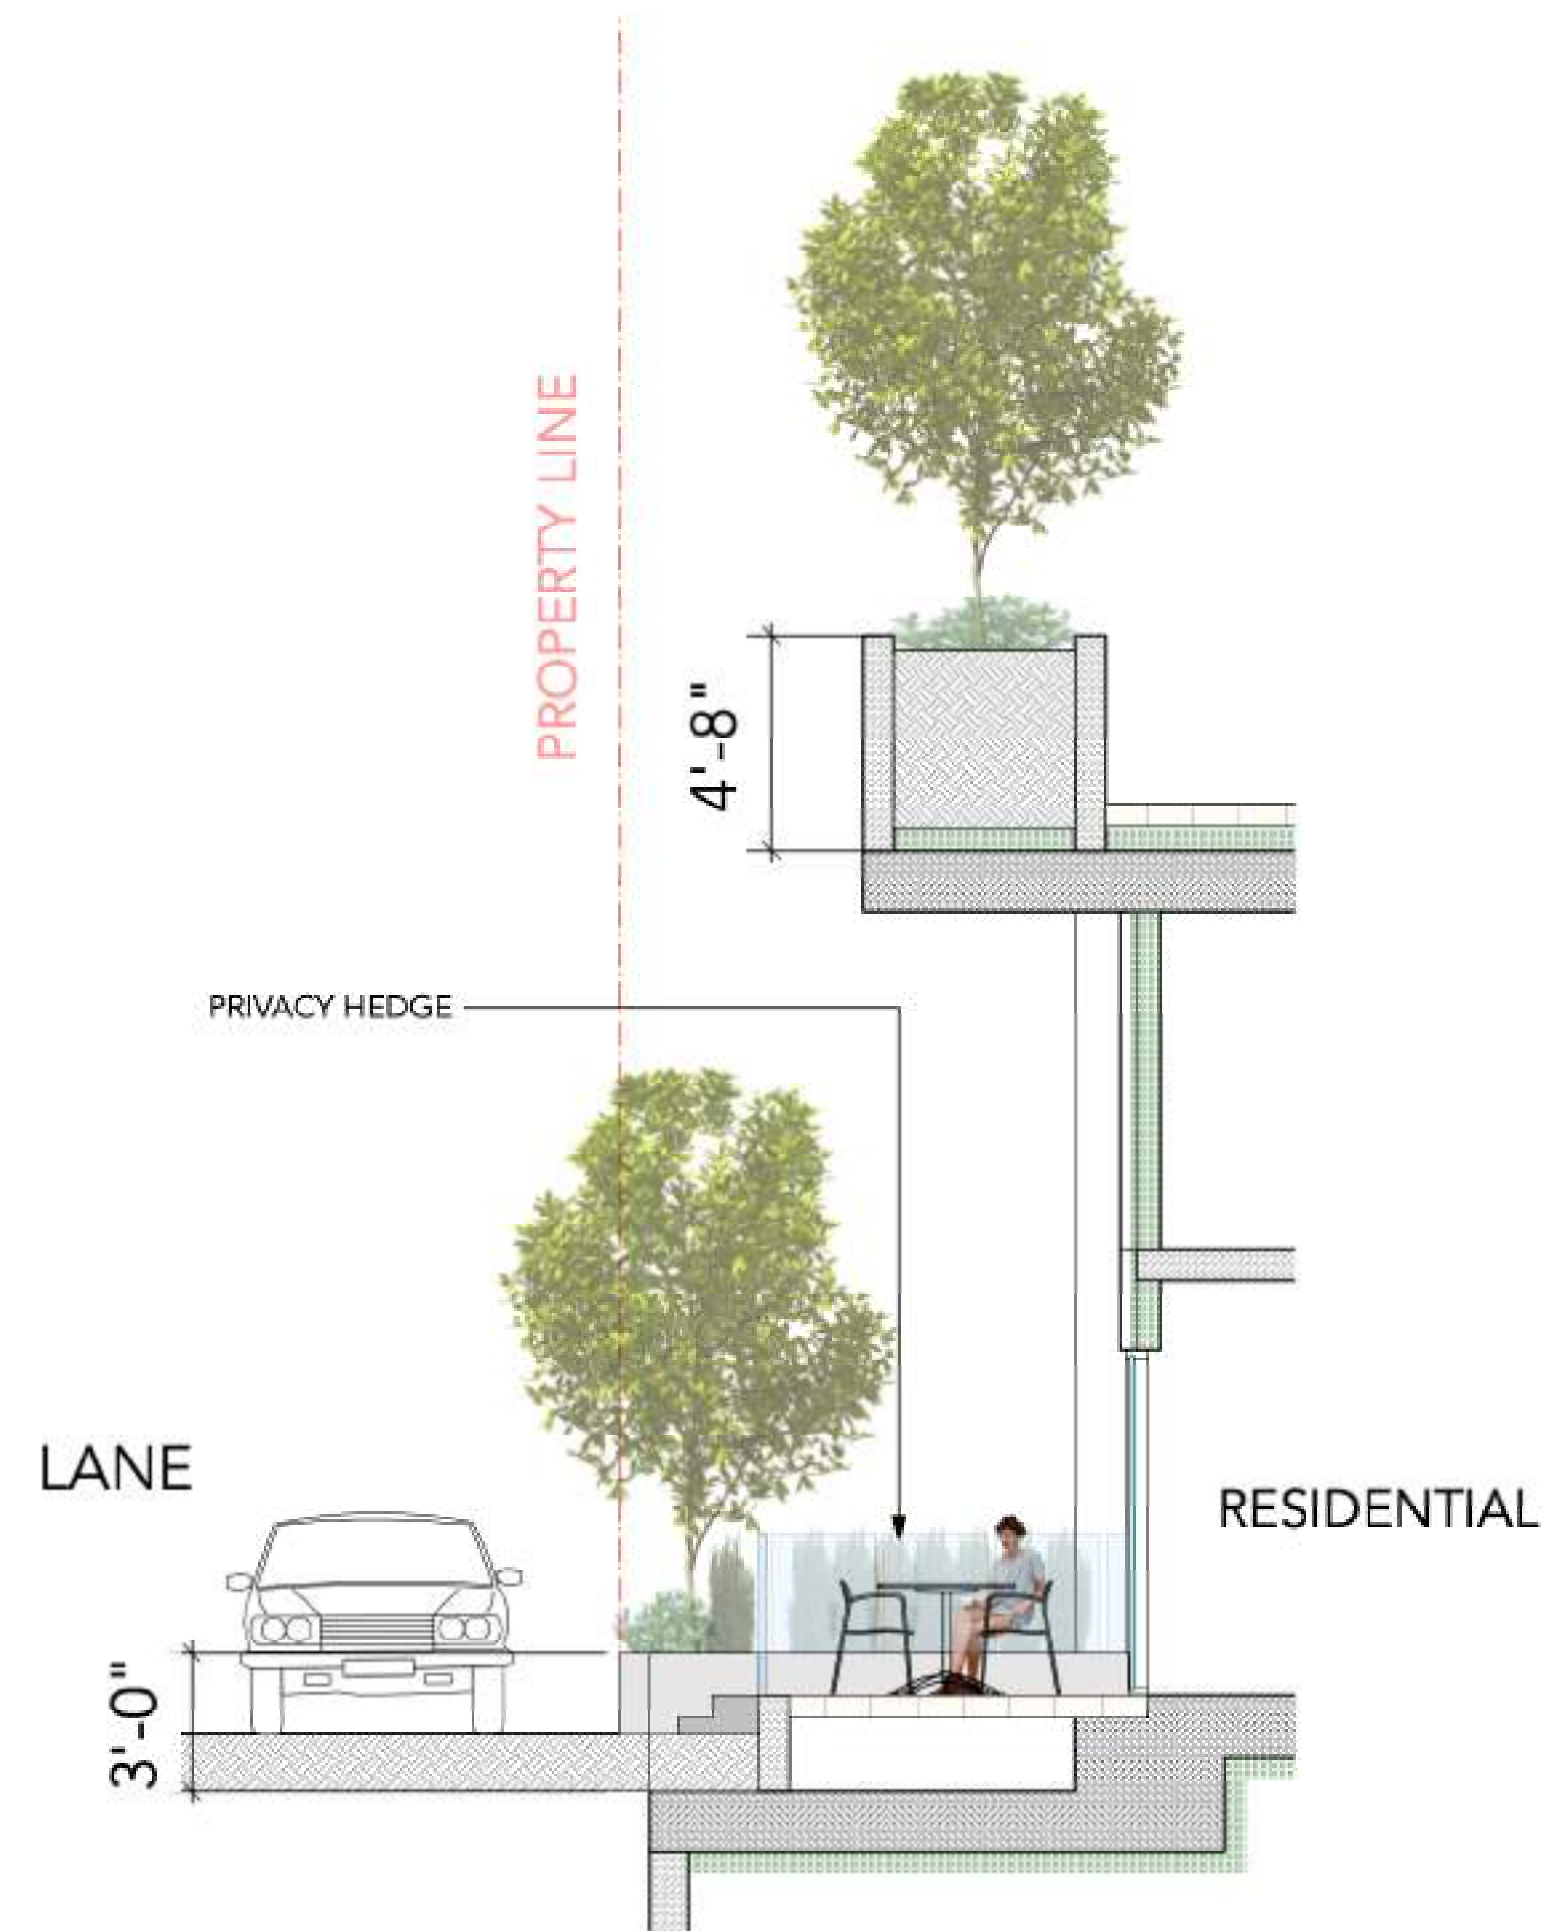 PROPERTY LINE
4'-8"
PRIVACY HEDGE
LANE
RESIDENTIAL
3'-0"